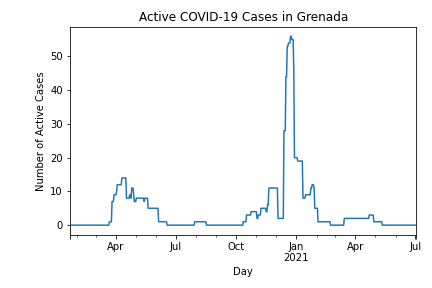 Active COVID-19 Cases in Grenada
Number of Active Cases
50
40
30
20
10
0
Apr
Jul
Oct
Jan
2021
Apr
Jul
Day